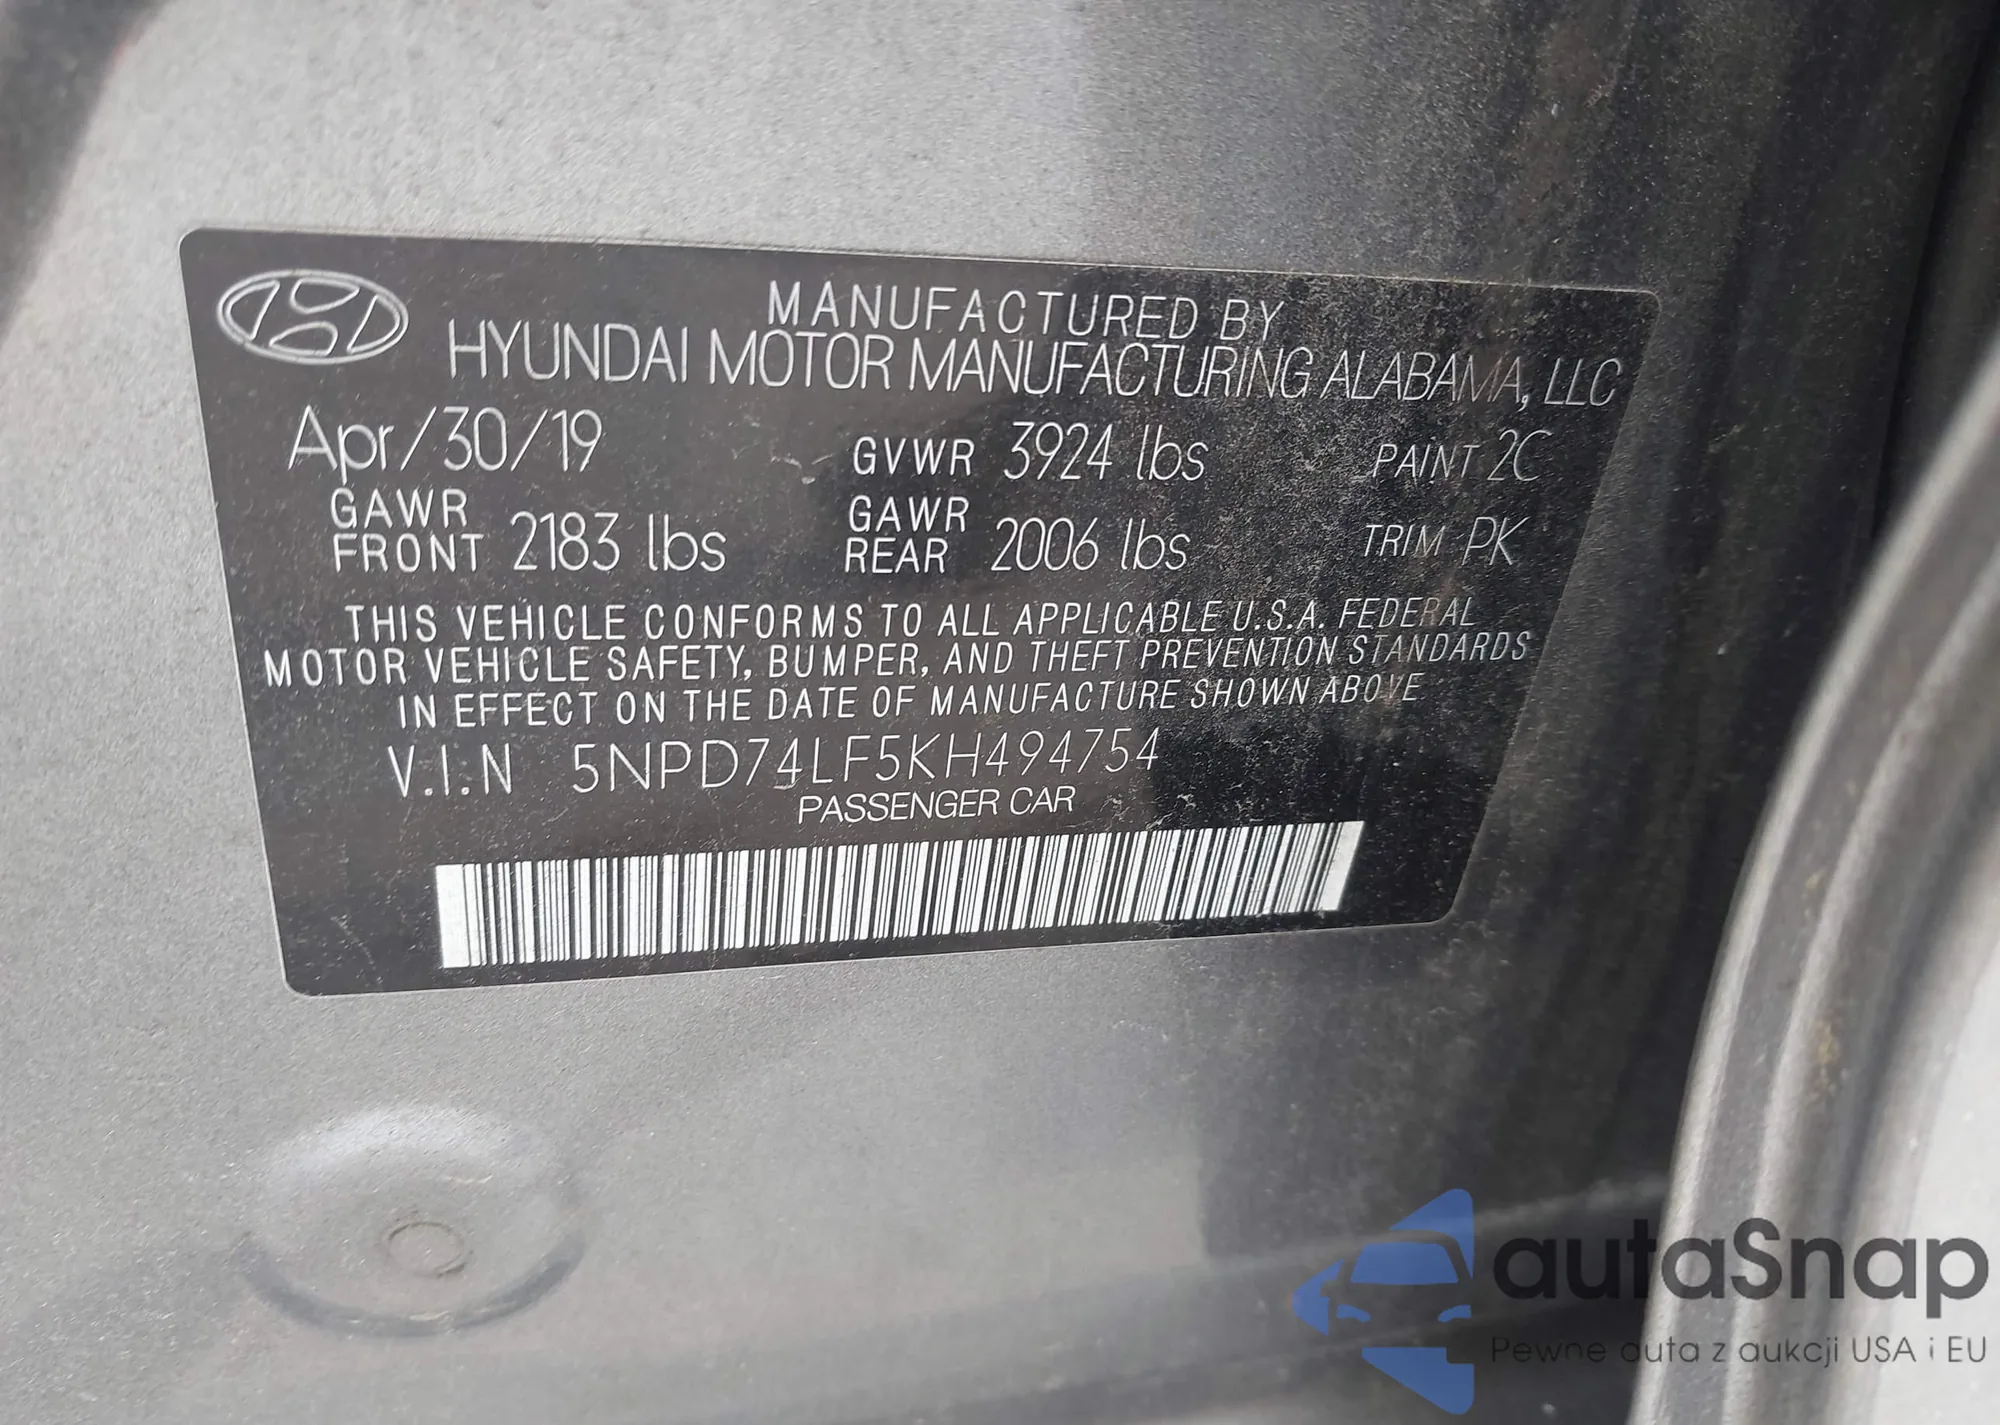 MANUFACTURED BY
HYUNDAI MOTOR MANUFACTURING ALABAMA, LLC
Apr/30/19 GVWR 3924 lbs PAINT 2C
GAWR FRONT 2183 lbs GAWR REAR 2006 lbs TRIM PK
THIS VEHICLE CONFORMS TO ALL APPLICABLE U.S.A. FEDERAL
MOTOR VEHICLE SAFETY, BUMPER, AND THEFT PREVENTION STANDARDS
IN EFFECT ON THE DATE OF MANUFACTURE SHOWN ABOVE
V.I.N 5NPD74LF5KH494754
PASSENGER CAR
autaSnap
Pewne auta z aukcji USA i EU